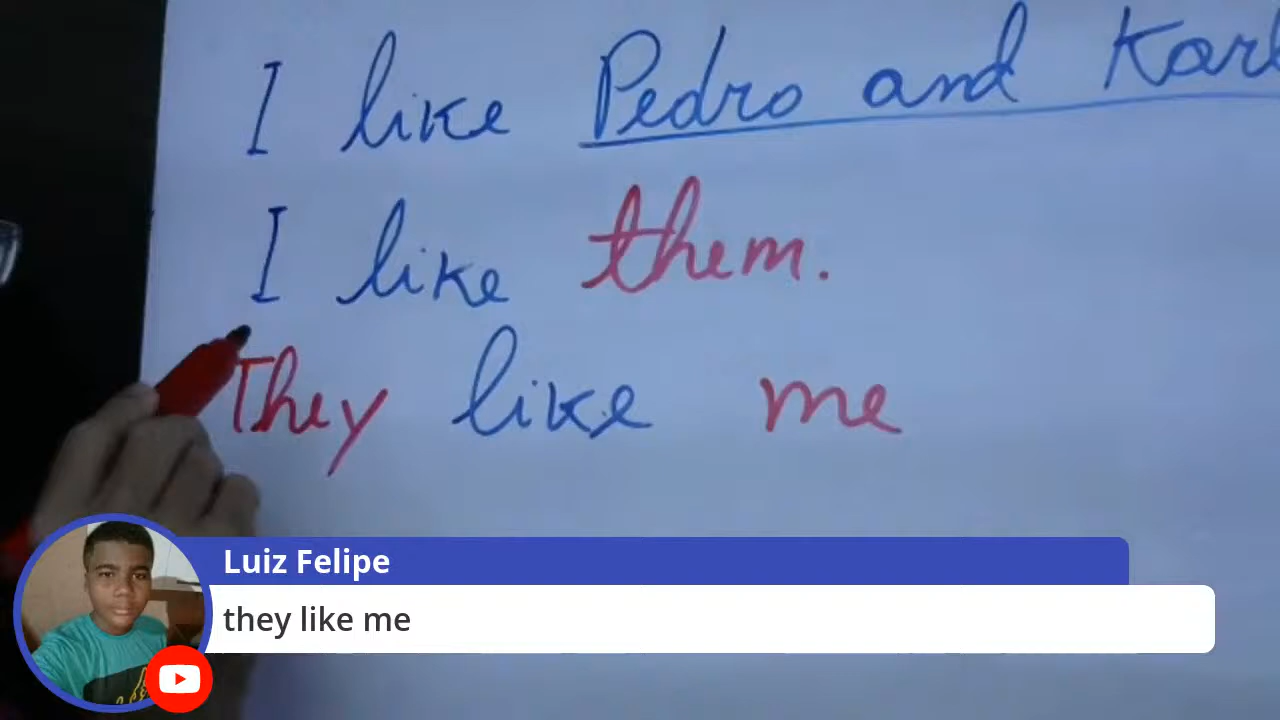 I like Pedro and
I like them.
They like me
Luiz Felipe
they like me